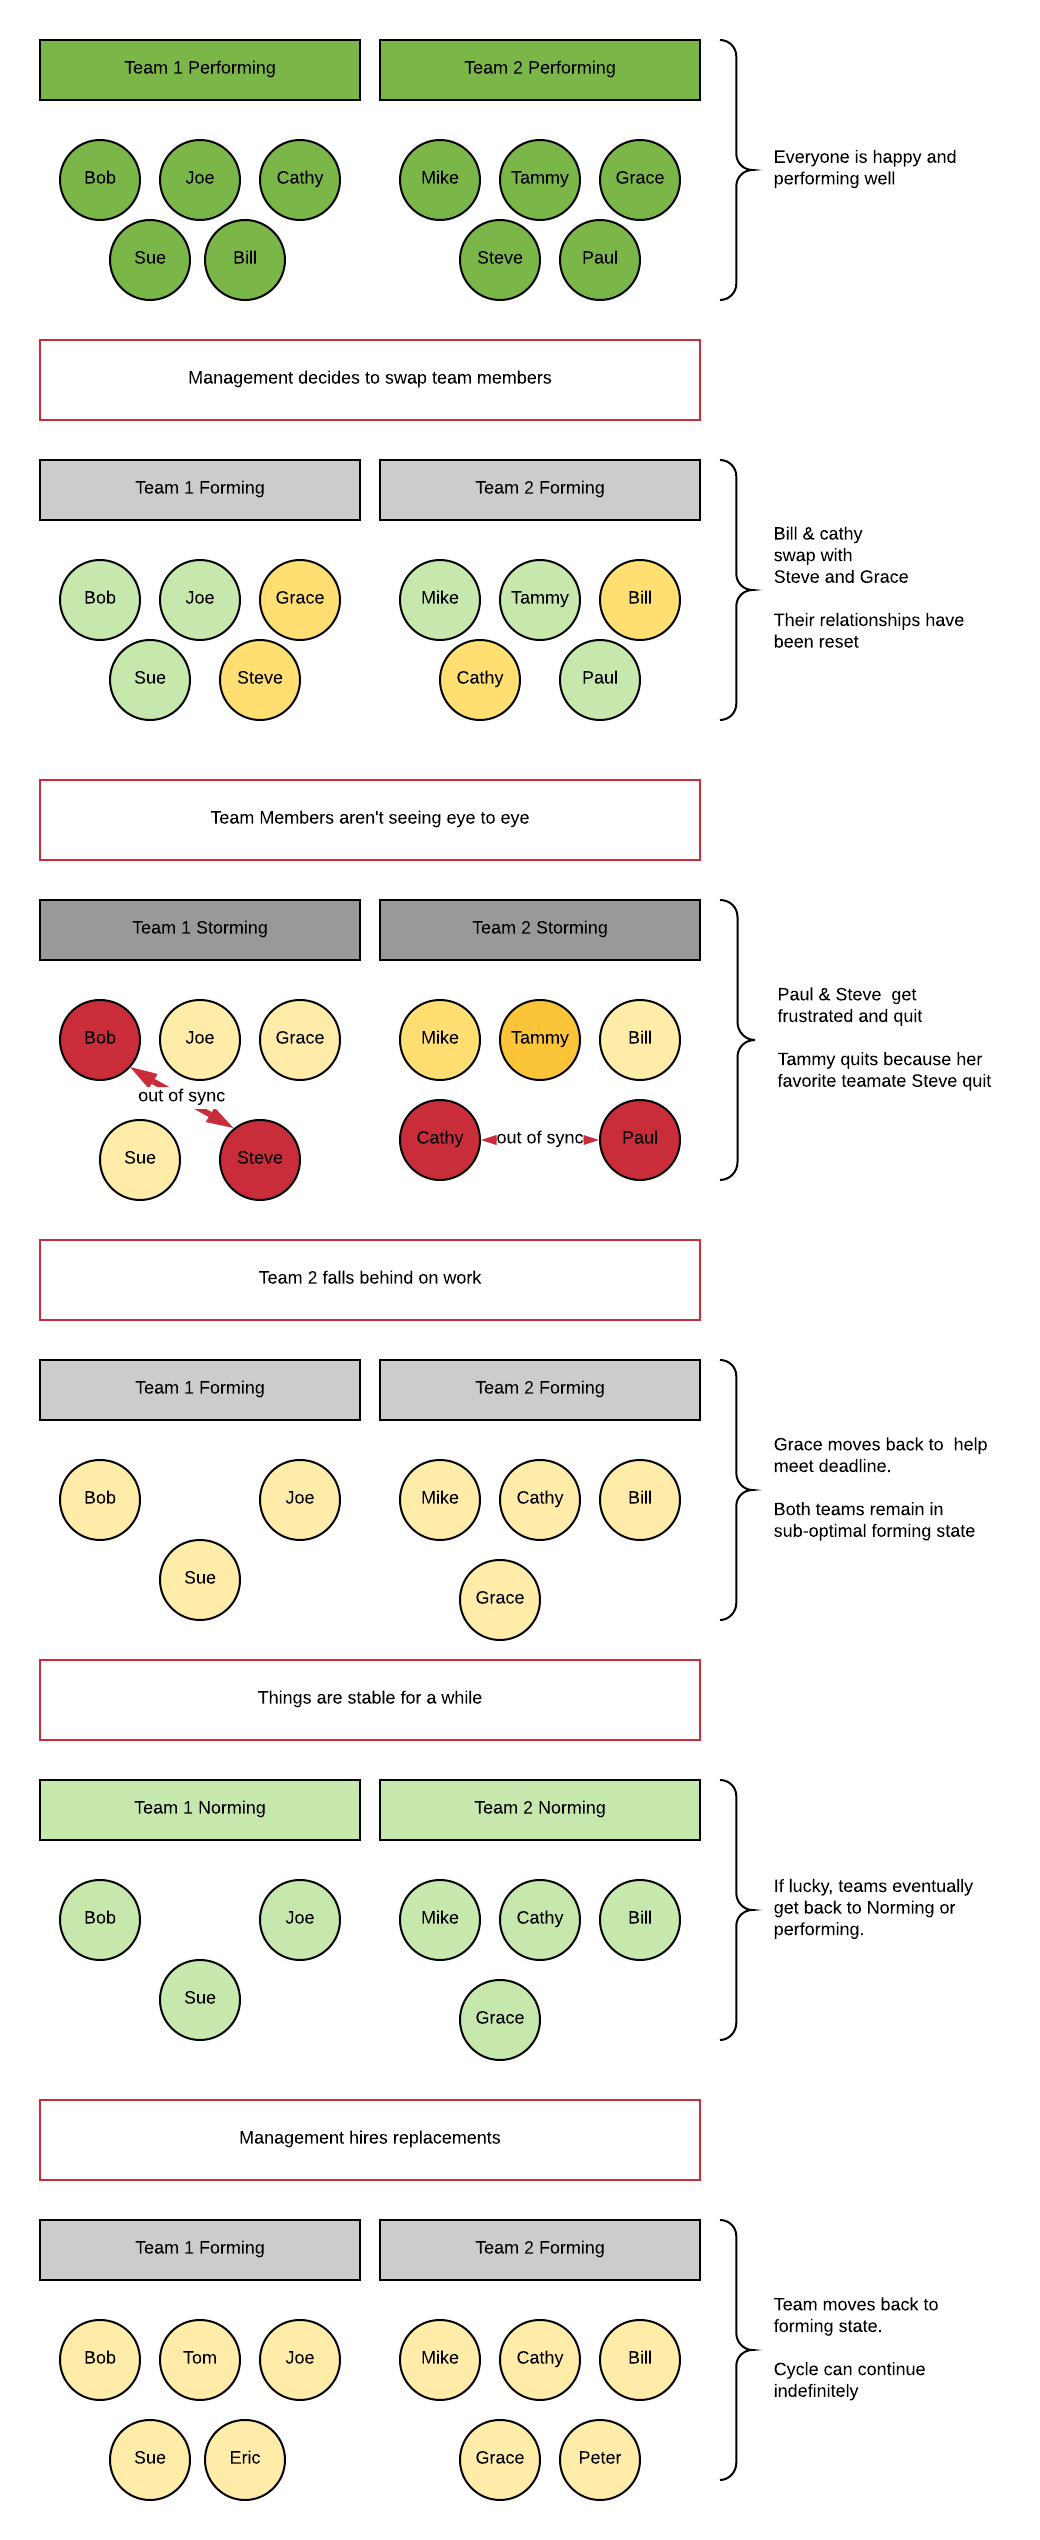 Team 1 Performing
Team 2 Performing
Bob
Joe
Cathy
Mike
Tammy
Grace
Sue
Bill
Steve
Paul
Everyone is happy and
performing well
Management decides to swap team members
Team 1 Forming
Team 2 Forming
Bob
Joe
Grace
Mike
Tammy
Bill
Sue
Steve
Cathy
Paul
Bill & cathy
swap with
Steve and Grace
Their relationships have
been reset
Team Members aren't seeing eye to eye
Team 1 Storming
Team 2 Storming
Bob
Joe
Grace
Mike
Tammy
Bill
out of sync
Sue
Steve
Cathy
out of sync
Paul
Paul & Steve  get
frustrated and quit
Tammy quits because her
favorite teamate Steve quit
Team 2 falls behind on work
Team 1 Forming
Team 2 Forming
Bob
Joe
Mike
Cathy
Bill
Sue
Grace
Grace moves back to  help
meet deadline.
Both teams remain in
sub-optimal forming state
Things are stable for a while
Team 1 Norming
Team 2 Norming
Bob
Joe
Mike
Cathy
Bill
Sue
Grace
If lucky, teams eventually
get back to Norming or
performing.
Management hires replacements
Team 1 Forming
Team 2 Forming
Bob
Tom
Joe
Mike
Cathy
Bill
Sue
Eric
Grace
Peter
Team moves back to
forming state.
Cycle can continue
indefinitely